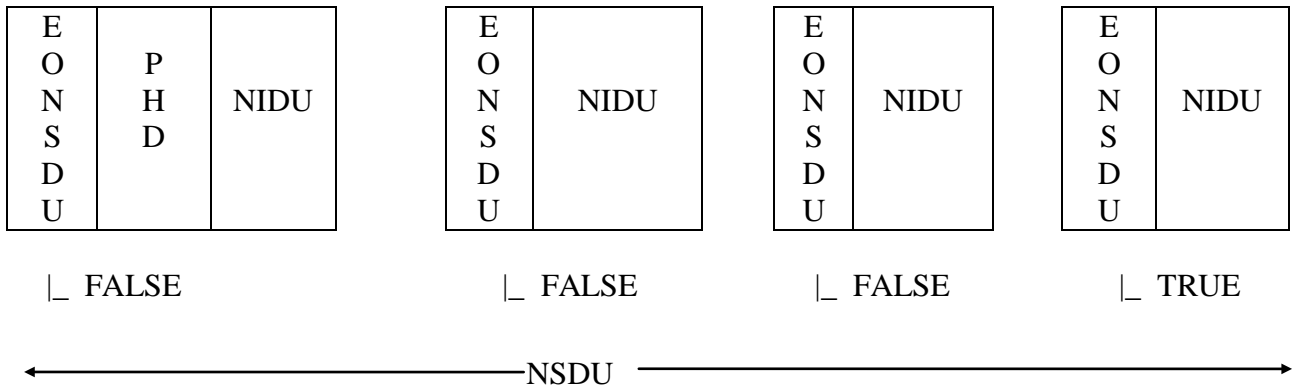 E E E E
O P O O O
N H NIDU N NIDU N NIDU N NIDU
S D S S S
D D D D
U U U U
|_ FALSE |_ FALSE |_ FALSE |_ TRUE
NSDU